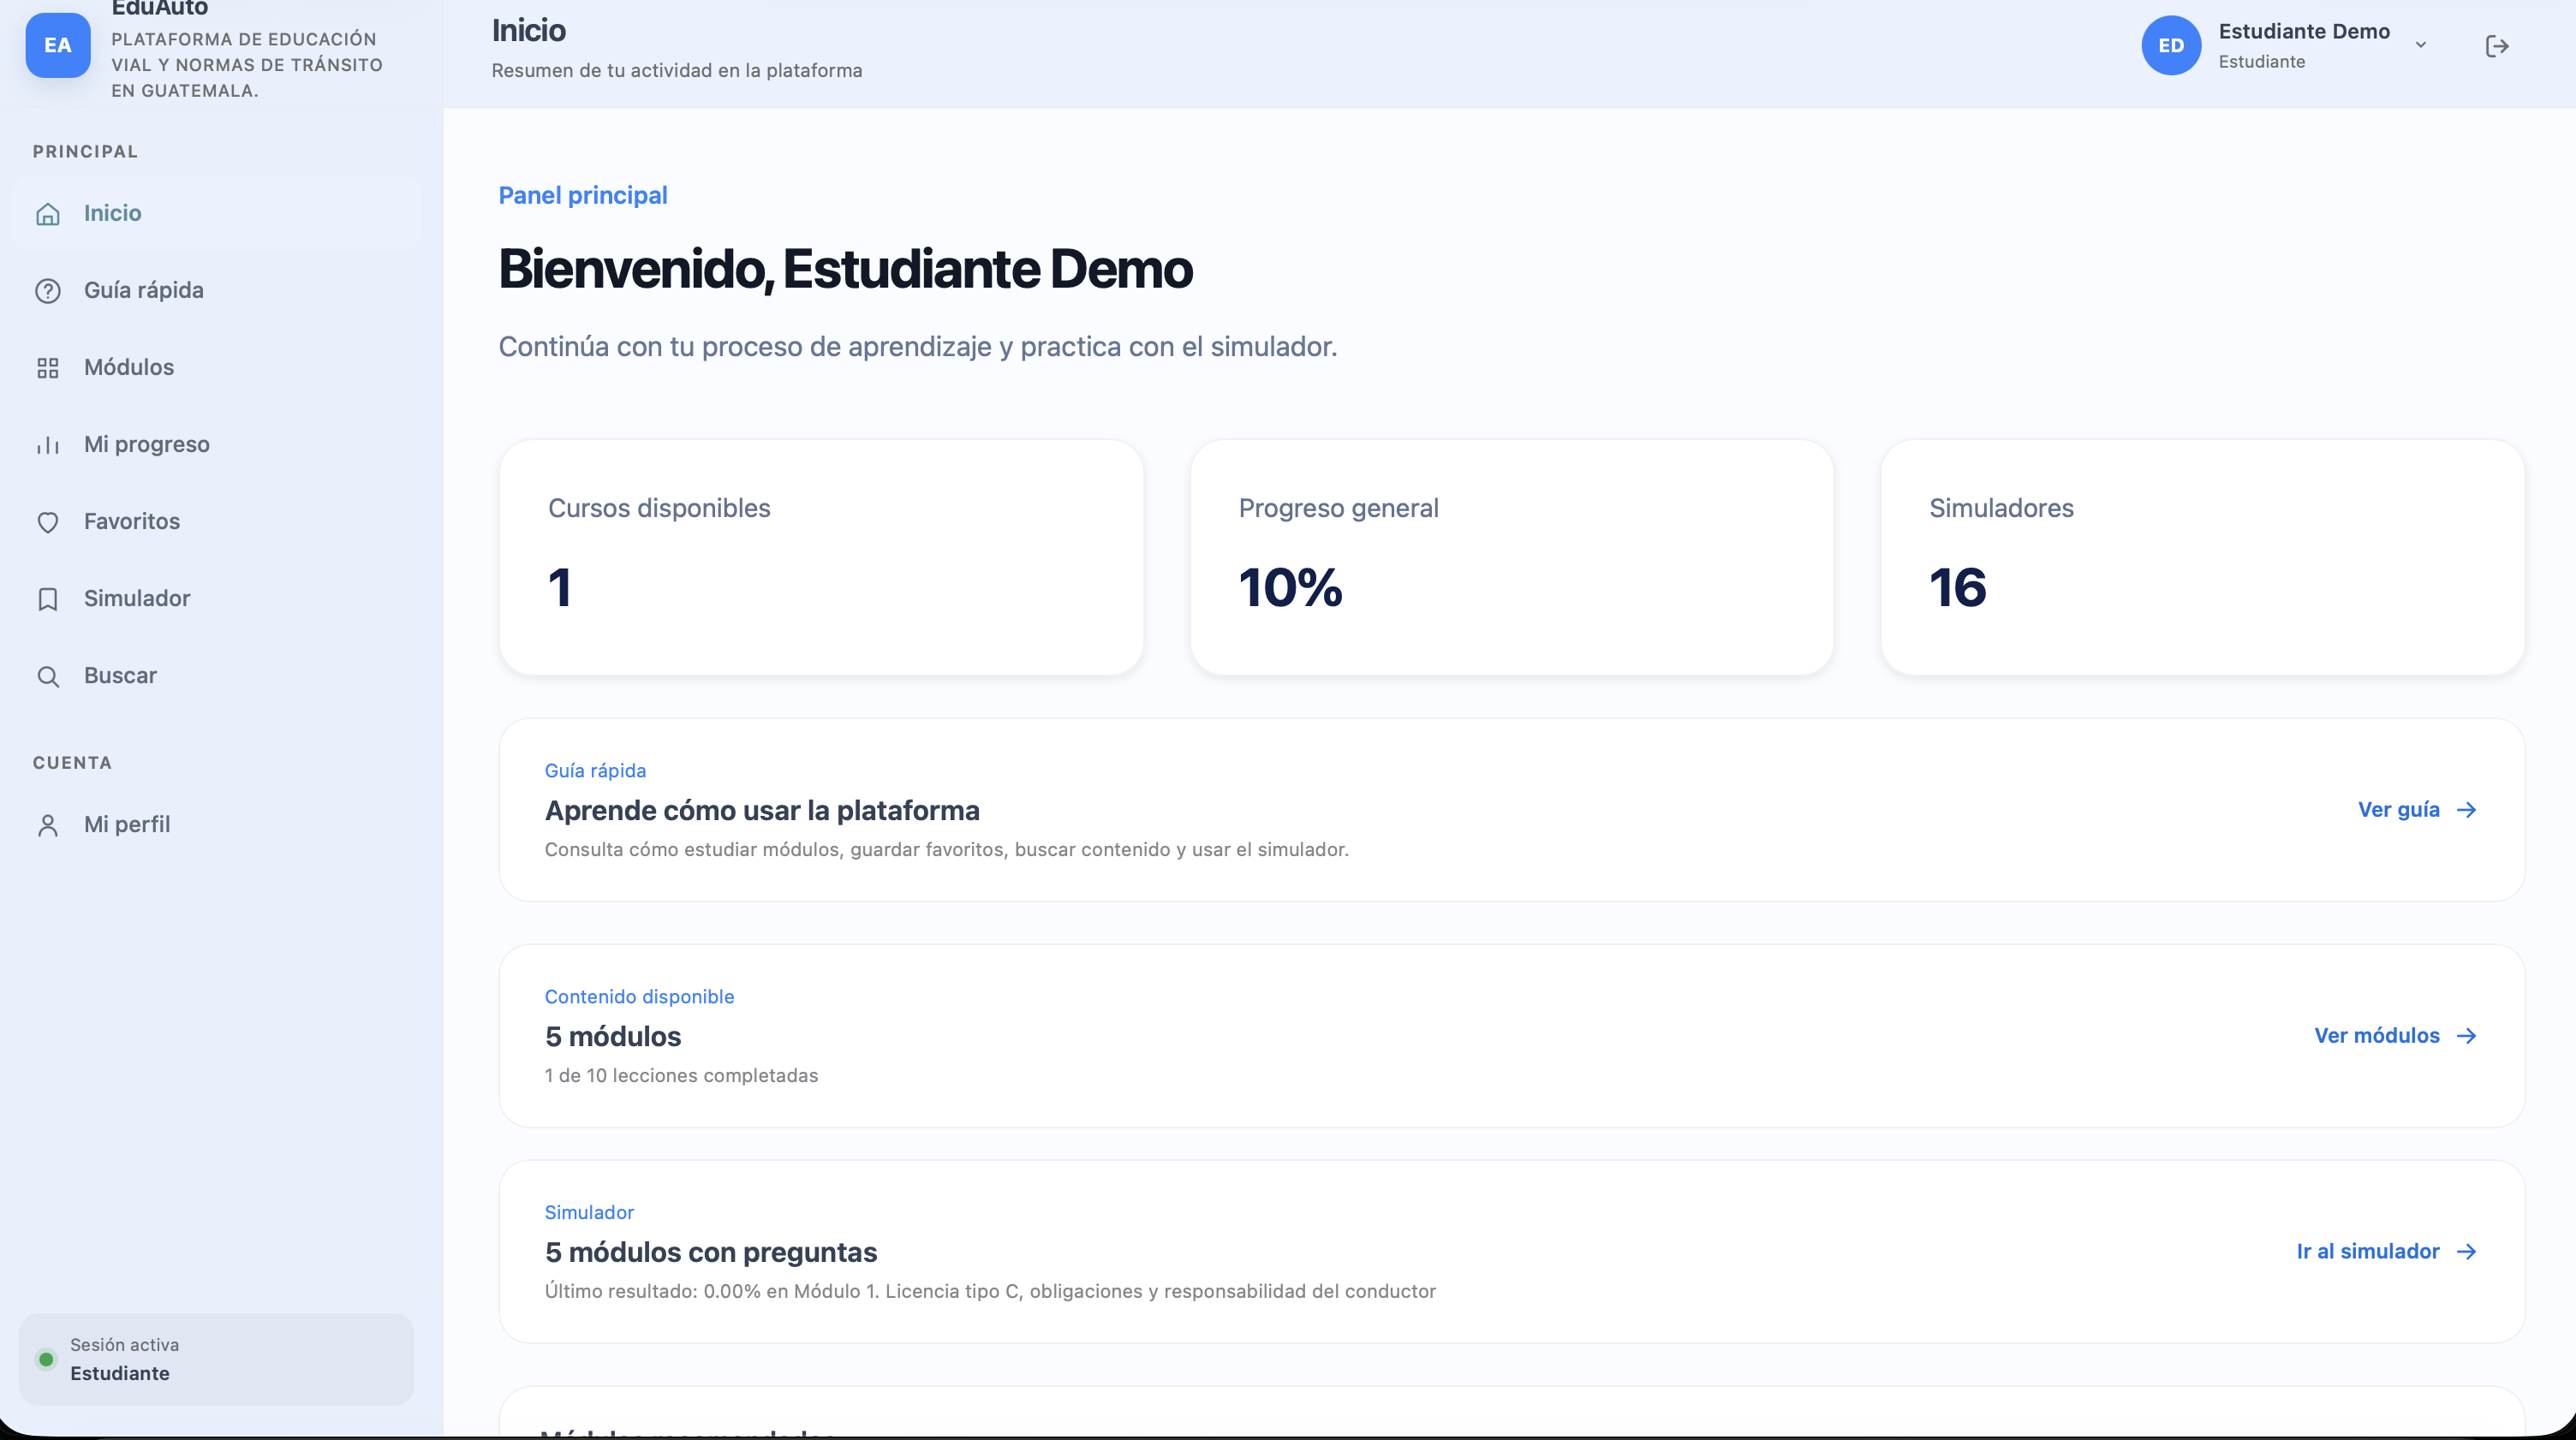 EduAuto
EA
PLATAFORMA DE EDUCACIÓN
VIAL Y NORMAS DE TRÁNSITO
EN GUATEMALA.
Inicio
Resumen de tu actividad en la plataforma
ED
Estudiante Demo
Estudiante
PRINCIPAL
Inicio
Guía rápida
Módulos
Mi progreso
Favoritos
Simulador
Buscar
CUENTA
Mi perfil
Sesión activa
Estudiante
Panel principal
Bienvenido, Estudiante Demo
Continúa con tu proceso de aprendizaje y practica con el simulador.
Cursos disponibles
1
Progreso general
10%
Simuladores
16
Guía rápida
Aprende cómo usar la plataforma
Consulta cómo estudiar módulos, guardar favoritos, buscar contenido y usar el simulador.
Ver guía
Contenido disponible
5 módulos
1 de 10 lecciones completadas
Ver módulos
Simulador
5 módulos con preguntas
Último resultado: 0.00% en Módulo 1. Licencia tipo C, obligaciones y responsabilidad del conductor
Ir al simulador
Módulos recomendados